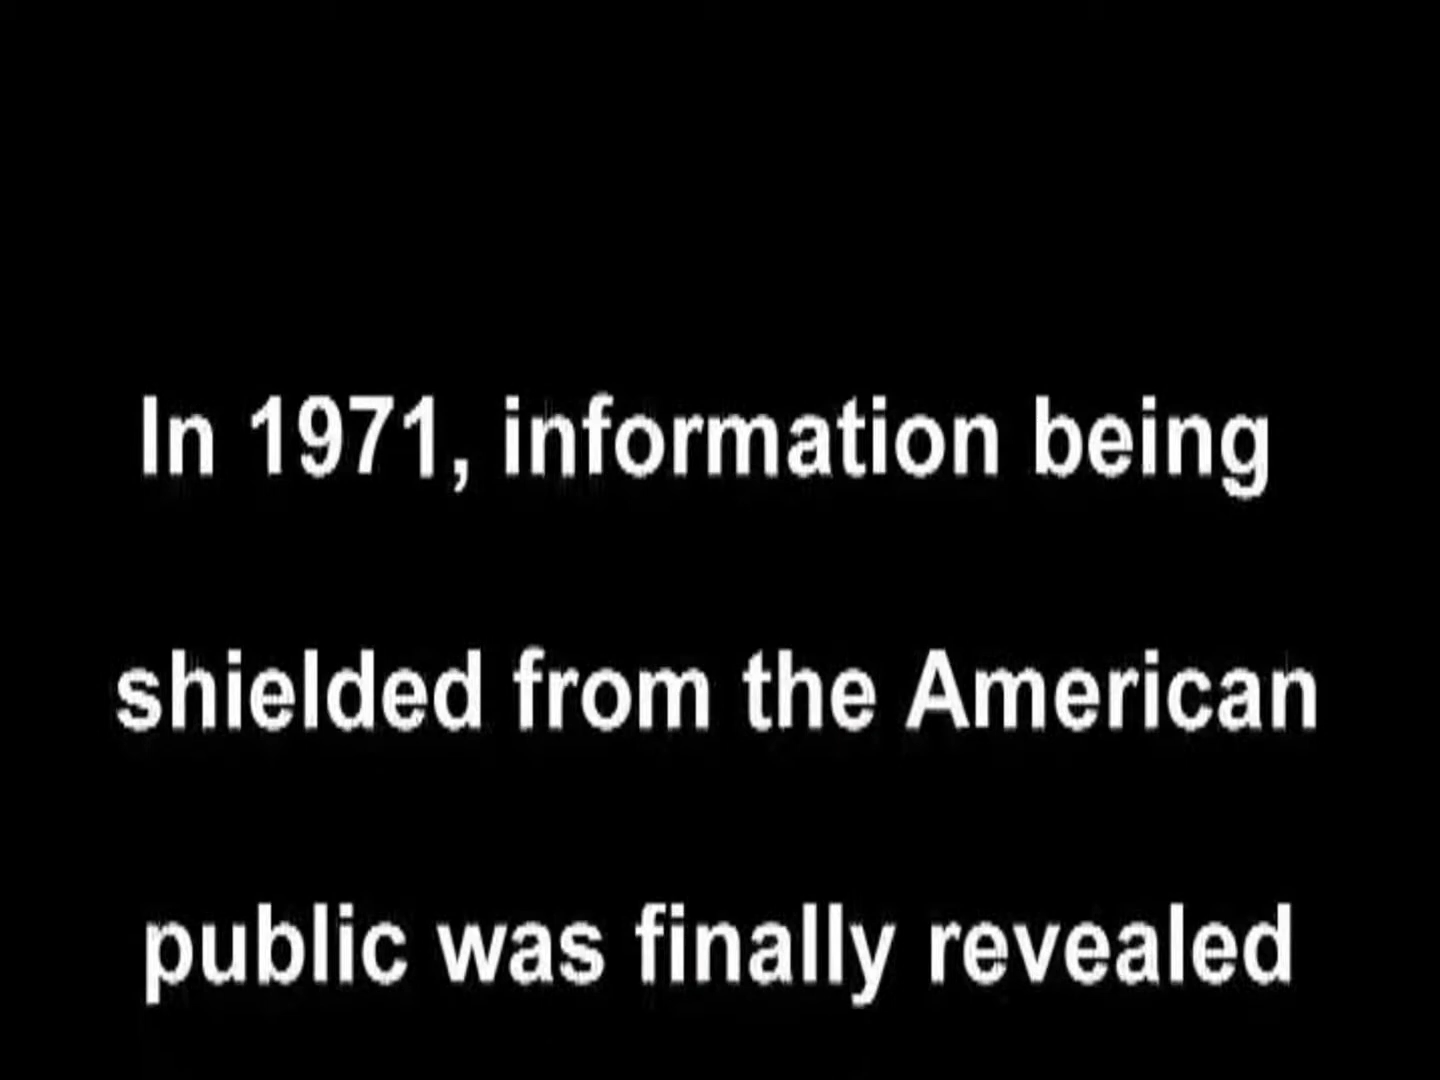 In 1971, information being
shielded from the American
public was finally revealed